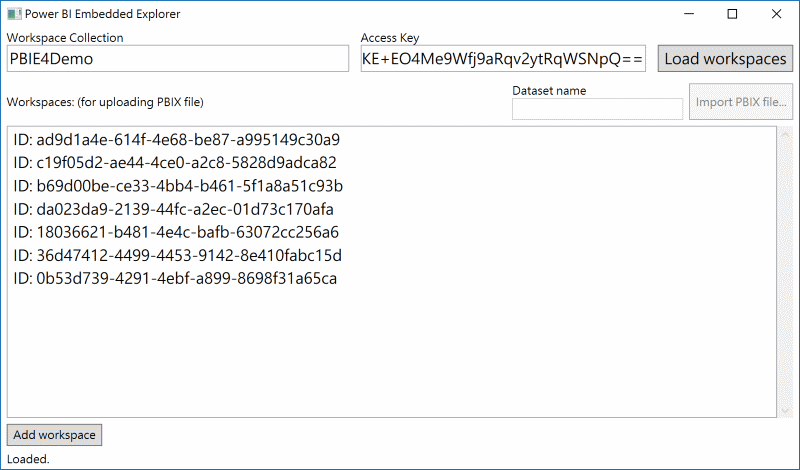 Power BI Embedded Explorer
Workspace Collection
Access Key
PBIE4Demo
KE+EO4Me9Wfj9aRqv2ytRqWSNpQ==
Load workspaces
Workspaces: (for uploading PBIX file)
Dataset name
Import PBIX file...
ID: ad9d1a4e-614f-4e68-be87-a995149c30a9
ID: c19f05d2-ae44-4ce0-a2c8-5828d9adca82
ID: b69d00be-ce33-4bb4-b461-5f1a8a51c93b
ID: da023da9-2139-44fc-a2ec-01d73c170afa
ID: 18036621-b481-4e4c-bafb-63072cc256a6
ID: 36d47412-4499-4453-9142-8e410fabc15d
ID: 0b53d739-4291-4ebf-a899-8698f31a65ca
Add workspace
Loaded.